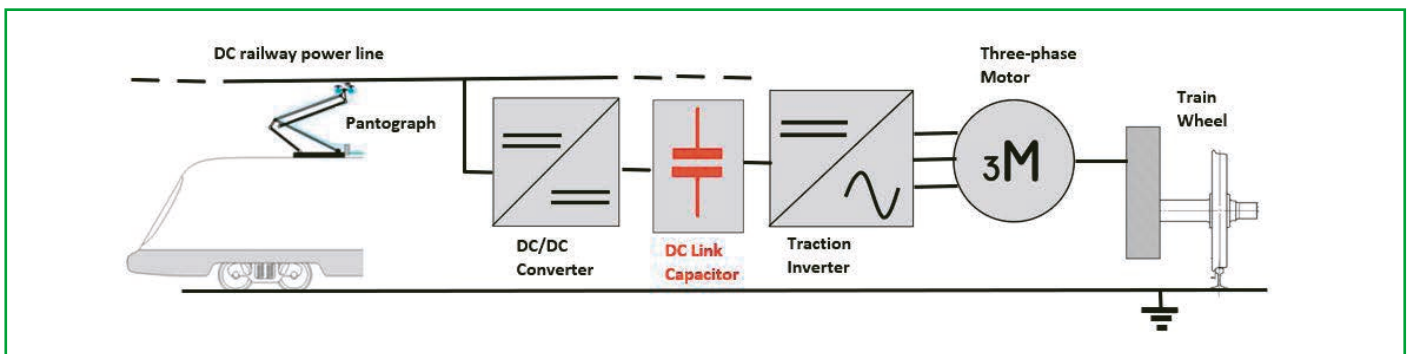 DC railway power line
Pantograph
DC/DC
Converter
DC Link
Capacitor
Traction
Inverter
Three-phase
Motor
3M
Train
Wheel